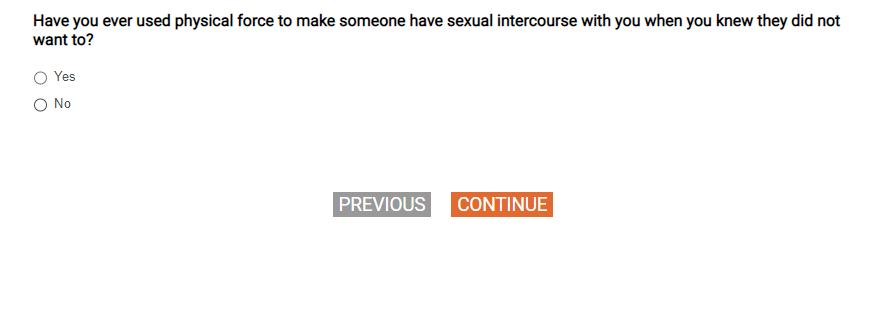 Have you ever used physical force to make someone have sexual intercourse with you when you knew they did not
want to?
Yes
No
PREVIOUS CONTINUE